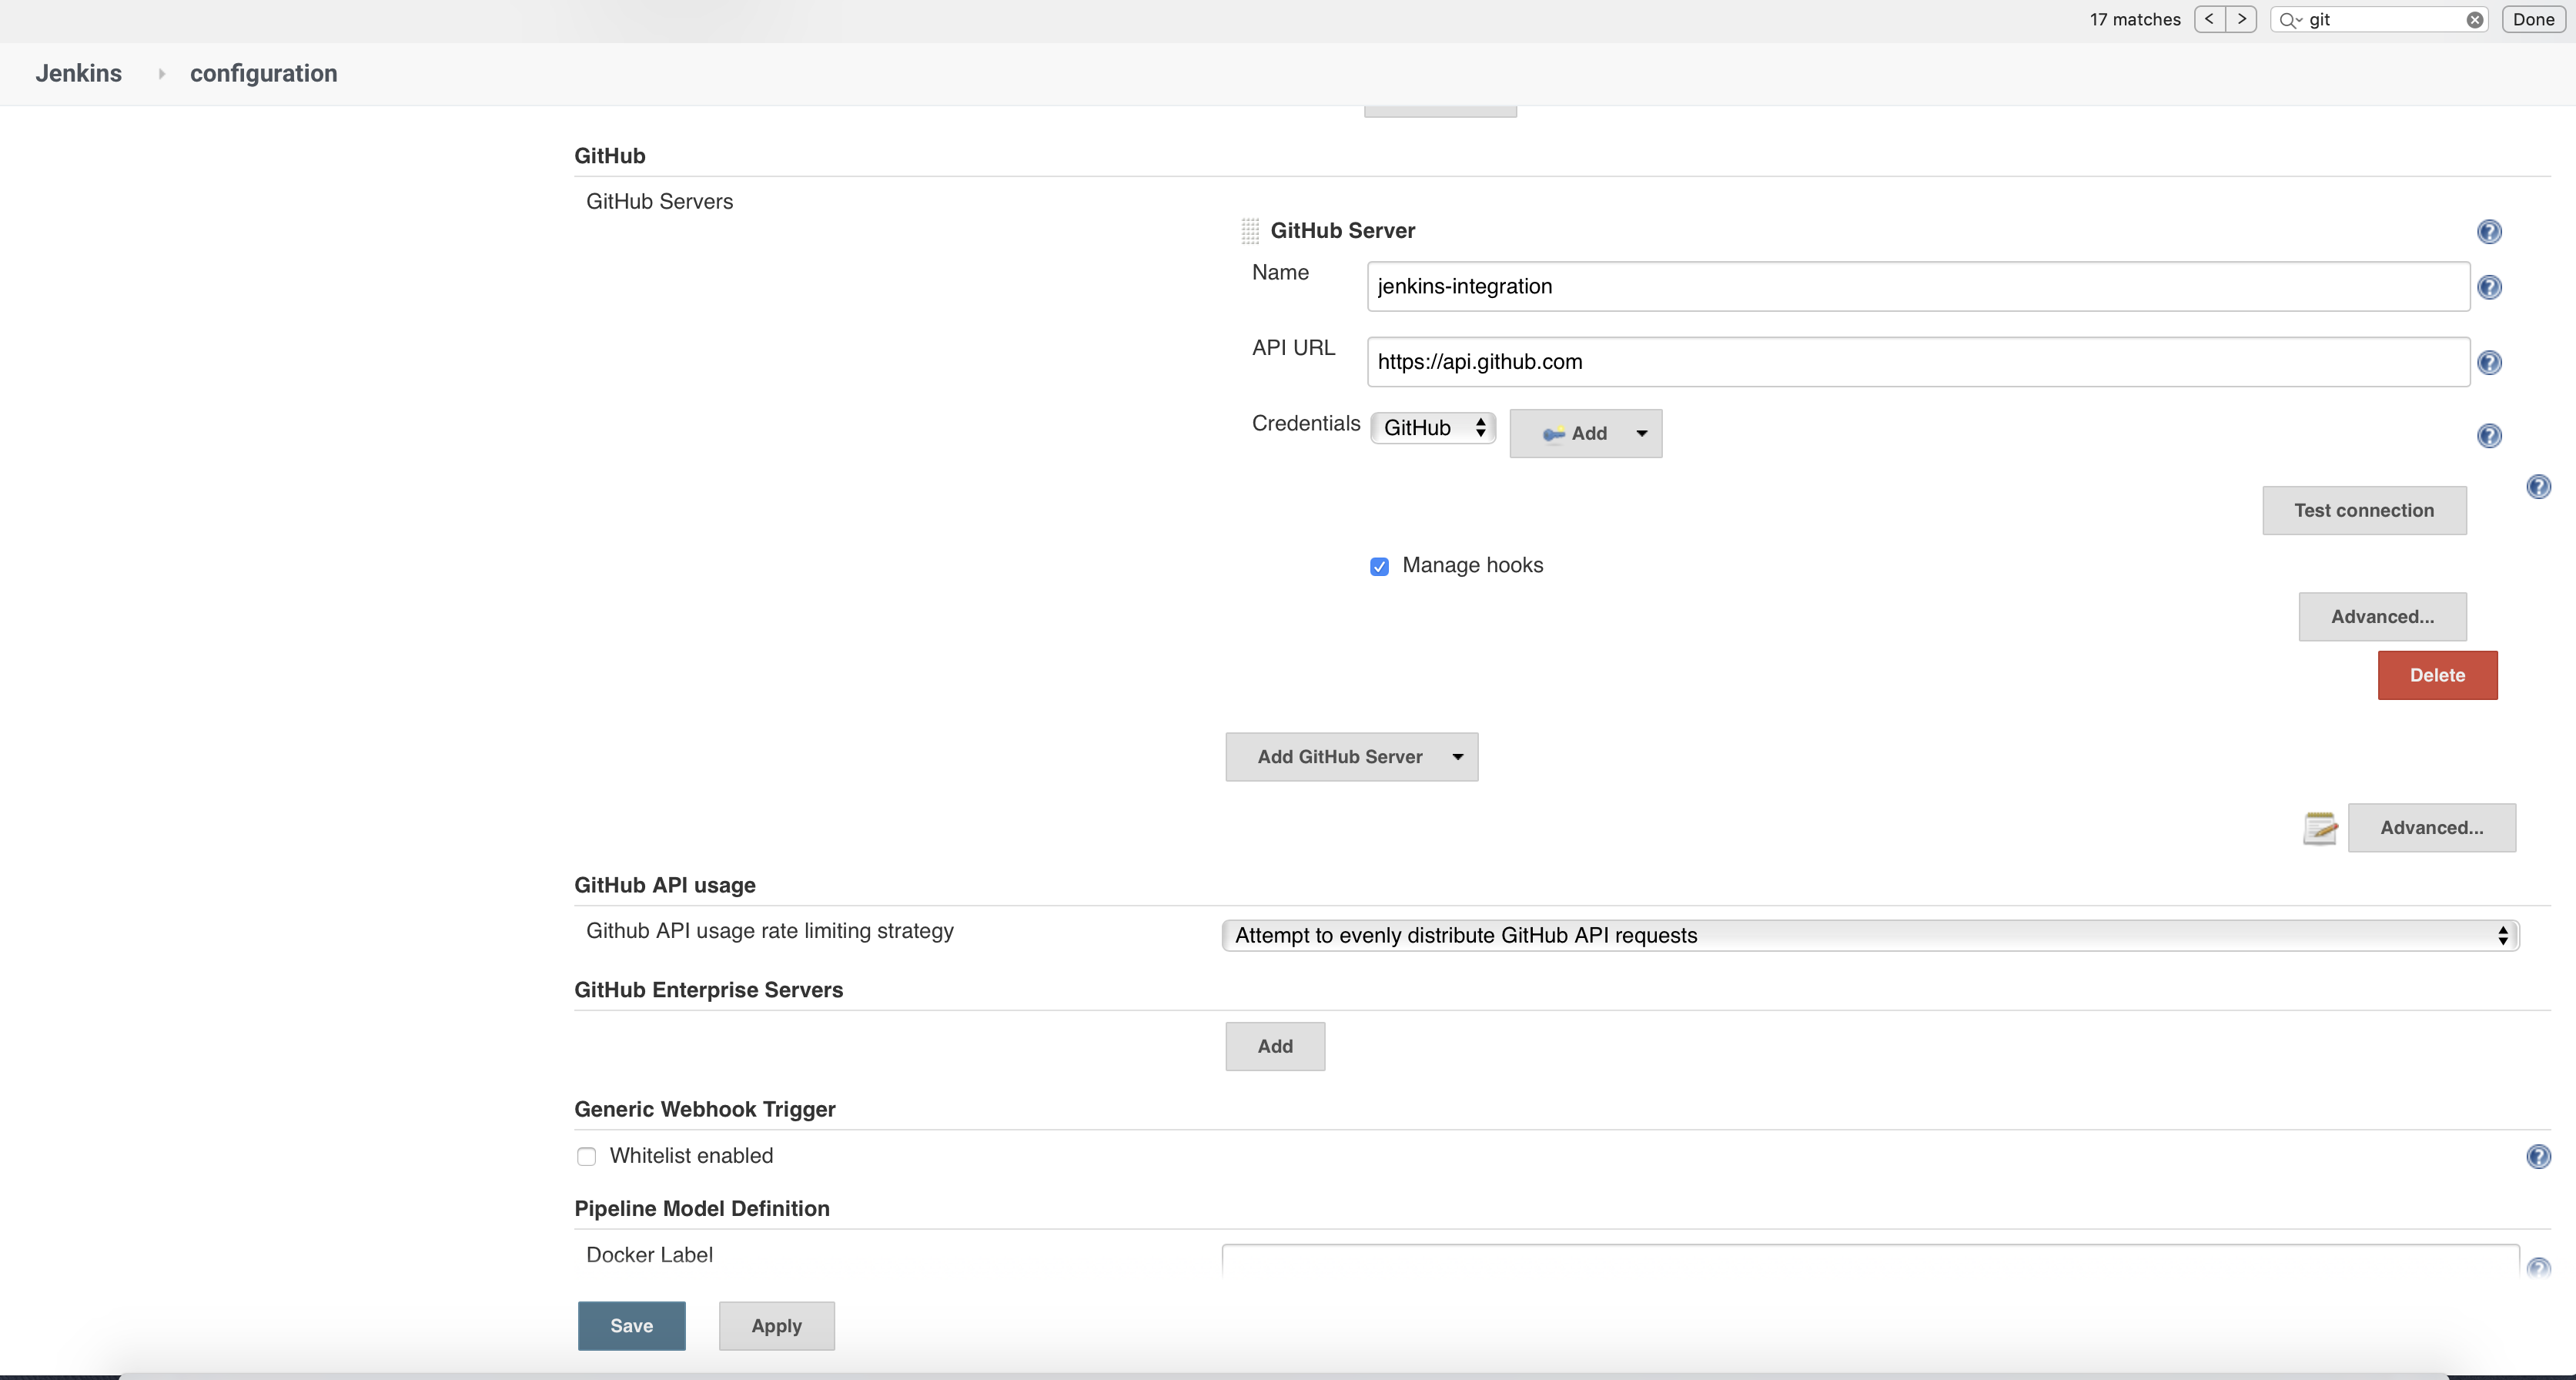 17 matches
git
Done
Jenkins
configuration
GitHub
GitHub Servers
GitHub Server
Name
jenkins-integration
API URL
https://api.github.com
Credentials
GitHub
Add
Test connection
Manage hooks
Advanced...
Delete
Add GitHub Server
Advanced...
GitHub API usage
Github API usage rate limiting strategy
Attempt to evenly distribute GitHub API requests
GitHub Enterprise Servers
Add
Generic Webhook Trigger
Whitelist enabled
Pipeline Model Definition
Docker Label
Save
Apply